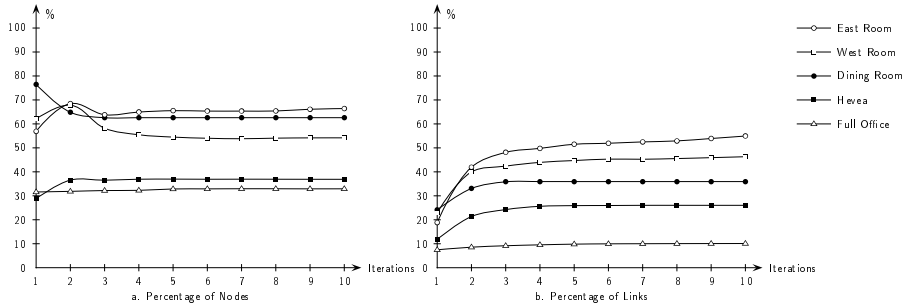 %
100
90
80
70
60
50
40
30
20
10
0
1 2 3 4 5 6 7 8 9 10
Iterations
a. Percentage of Nodes
%
100
90
80
70
60
50
40
30
20
10
0
1 2 3 4 5 6 7 8 9 10
Iterations
b. Percentage of Links
East Room
West Room
Dining Room
Hevea
Full Office